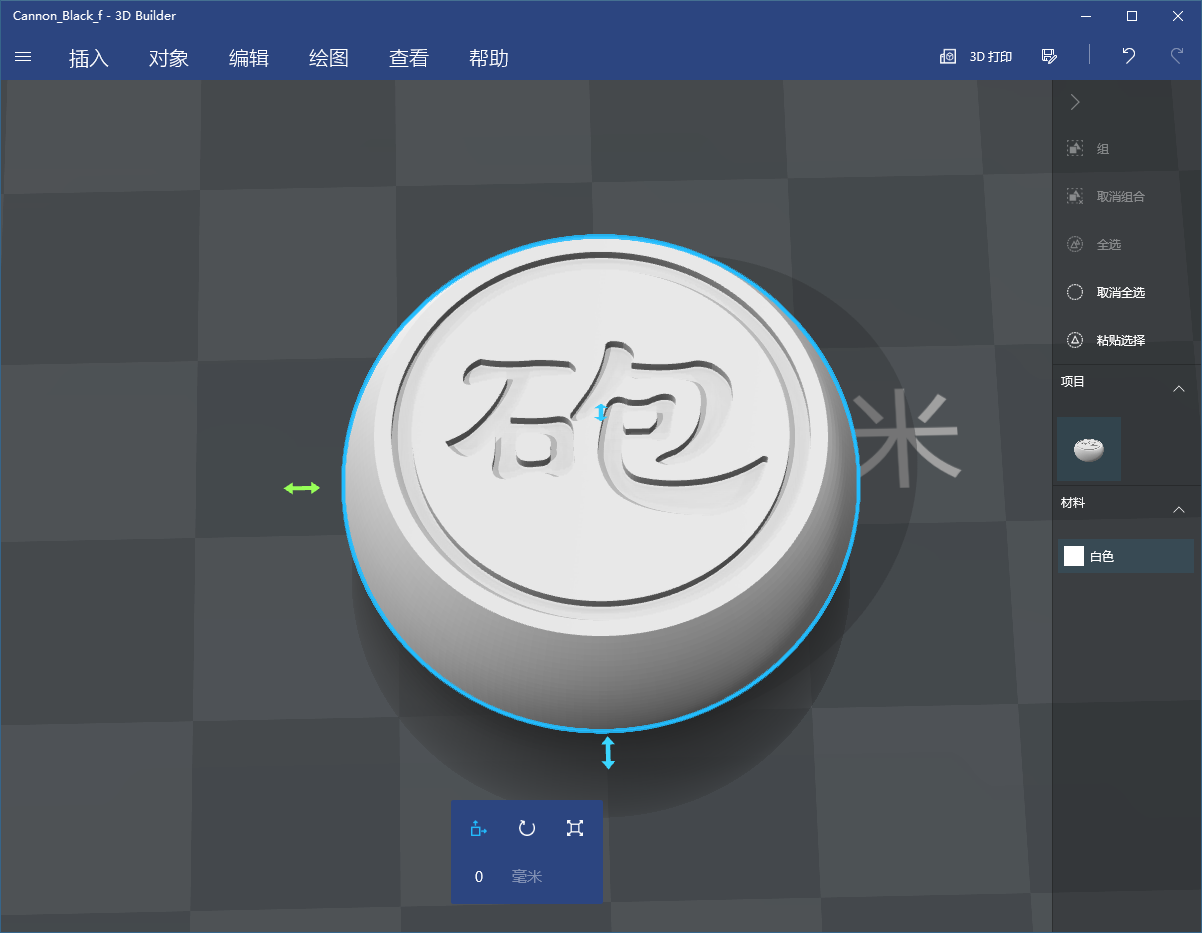 Cannon_Black_f - 3D Builder
插入 对象 编辑 绘图 查看 帮助 3D 打印
组
取消组合
全选
取消全选
粘贴选择
项目
材料
白色
砲
米
0 毫米